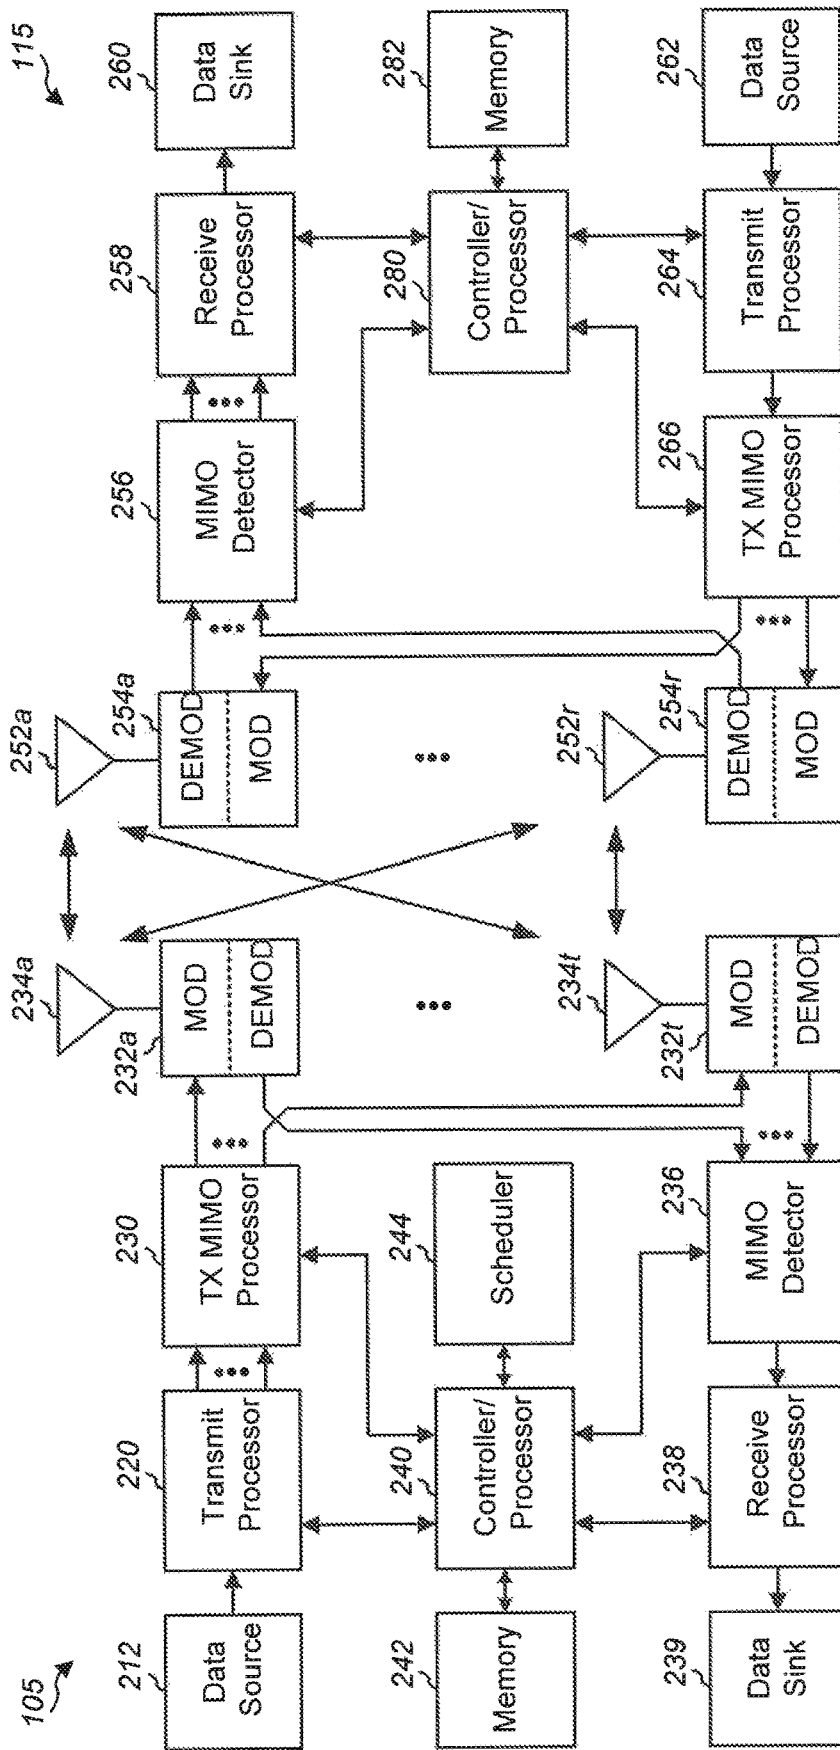 105
212
Data
Source
220
Transmit
Processor
•••
230
TX MIMO
Processor
•••
232a
MOD
DEMOD
234a
252a
254a
DEMOD
MOD
•••
256
MIMO
Detector
•••
258
Receive
Processor
260
Data
Sink
115
242
Memory
240
Controller/
Processor
244
Scheduler
•••
•••
280
Controller/
Processor
282
Memory
239
Data
Sink
238
Receive
Processor
236
MIMO
Detector
•••
232t
MOD
DEMOD
234t
252r
254r
DEMOD
MOD
•••
266
TX MIMO
Processor
264
Transmit
Processor
262
Data
Source